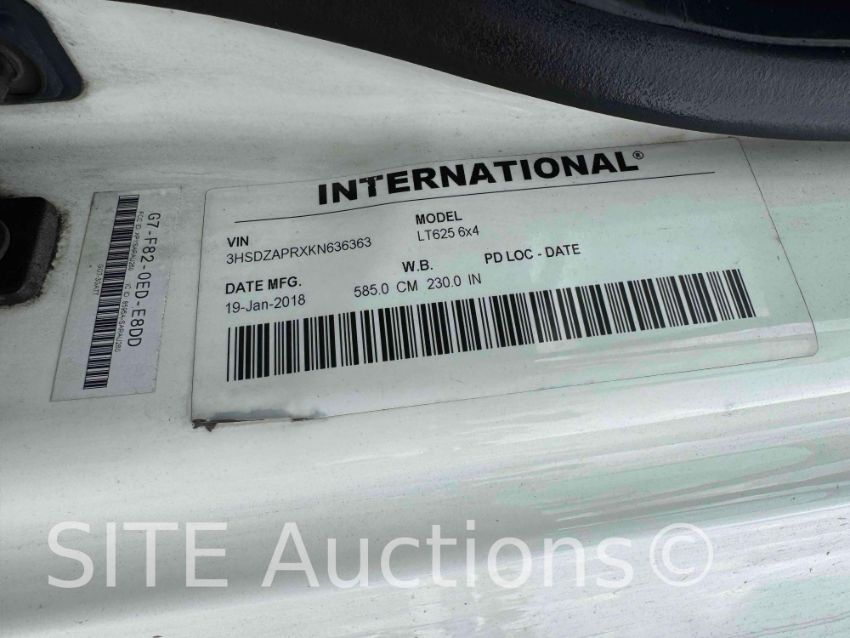 INTERNATIONAL®
VIN
3HSDZAPRXKN636363
MODEL
LT625 6x4
DATE MFG.
19-Jan-2018
W.B.
585.0 CM 230.0 IN
PD LOC - DATE
G7-F82-0ED-E8DD
SITE Auctions©